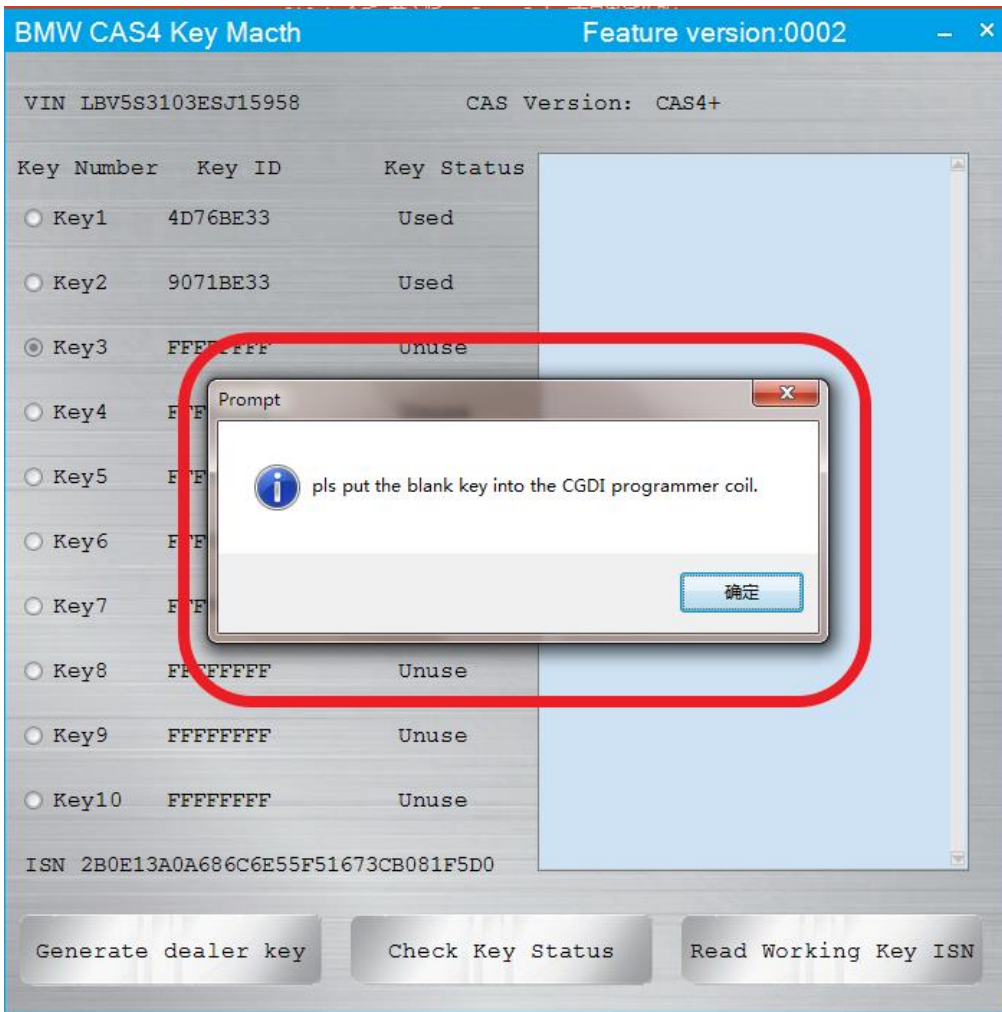 BMW CAS4 Key Macth Feature version:0002
VIN LBV5S3103ESJ15958 CAS Version: CAS4+
Key Number Key ID Key Status
Key1 4D76BE33 Used
Key2 9071BE33 Used
Key3 FFFFFFFF Unuse
Key4
Prompt
Key5
pls put the blank key into the CGDI programmer coil.
Key6
Key7
确定
Key8 FFFFFFFF Unuse
Key9 FFFFFFFF Unuse
Key10 FFFFFFFF Unuse
ISN 2B0E13A0A686C6E55F51673CB081F5D0
Generate dealer key Check Key Status Read Working Key ISN